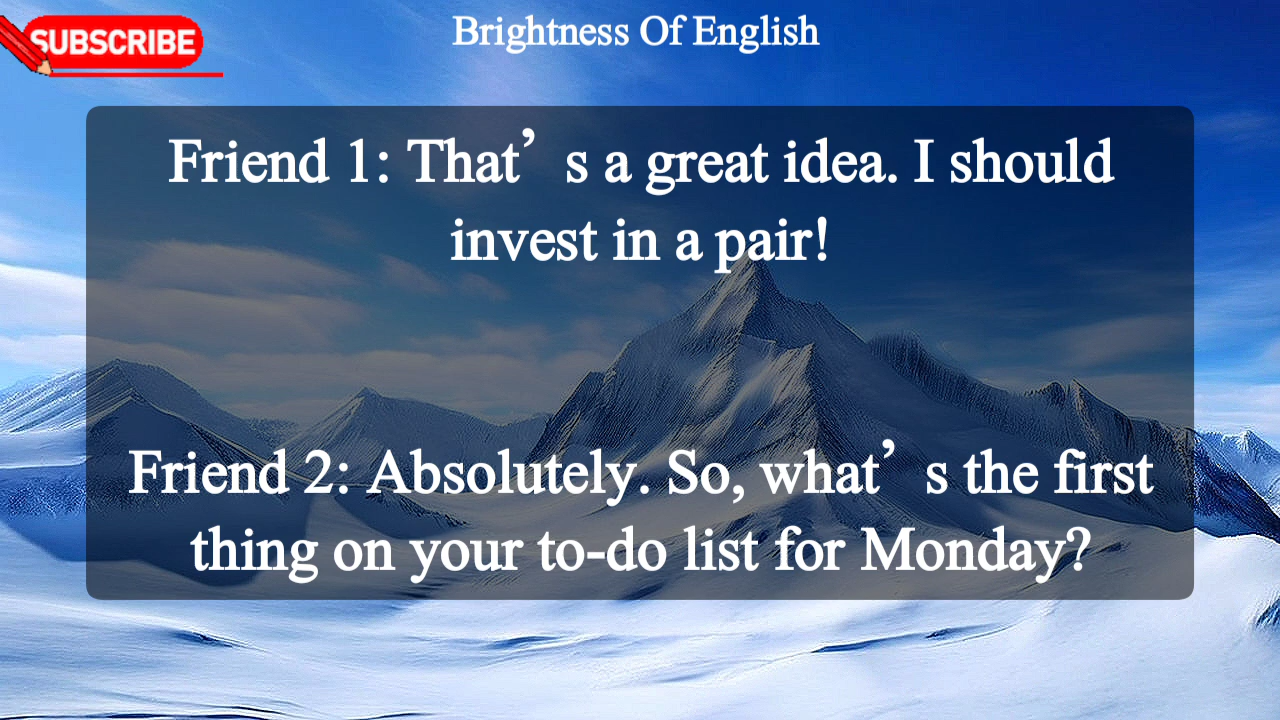 SUBSCRIBE
Brightness Of English
Friend 1: That’s a great idea. I should
invest in a pair!
Friend 2: Absolutely. So, what’s the first
thing on your to-do list for Monday?